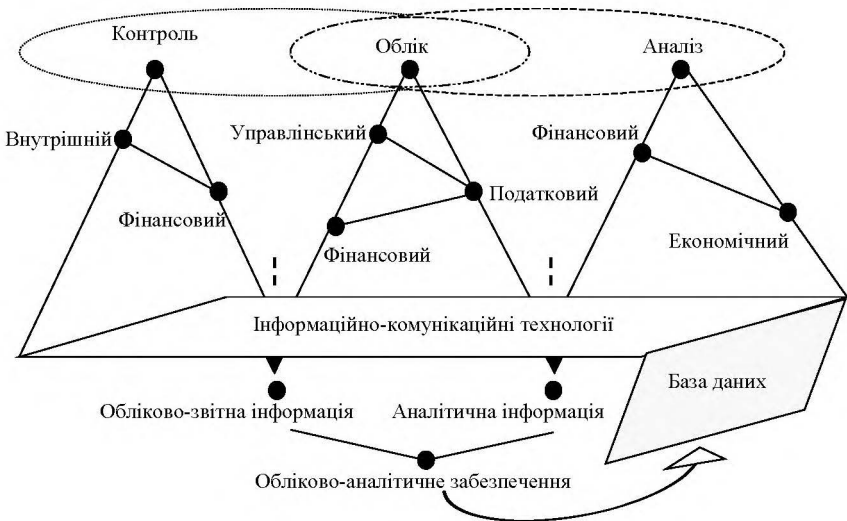 Контроль
Облік
Аналіз
Внутрішній
Управлінський
Фінансовий
Фінансовий
Податковий
Фінансовий
Економічний
Інформаційно-комунікаційні технології
База даних
Обліково-звітна інформація
Аналітична інформація
Обліково-аналітичне забезпечення